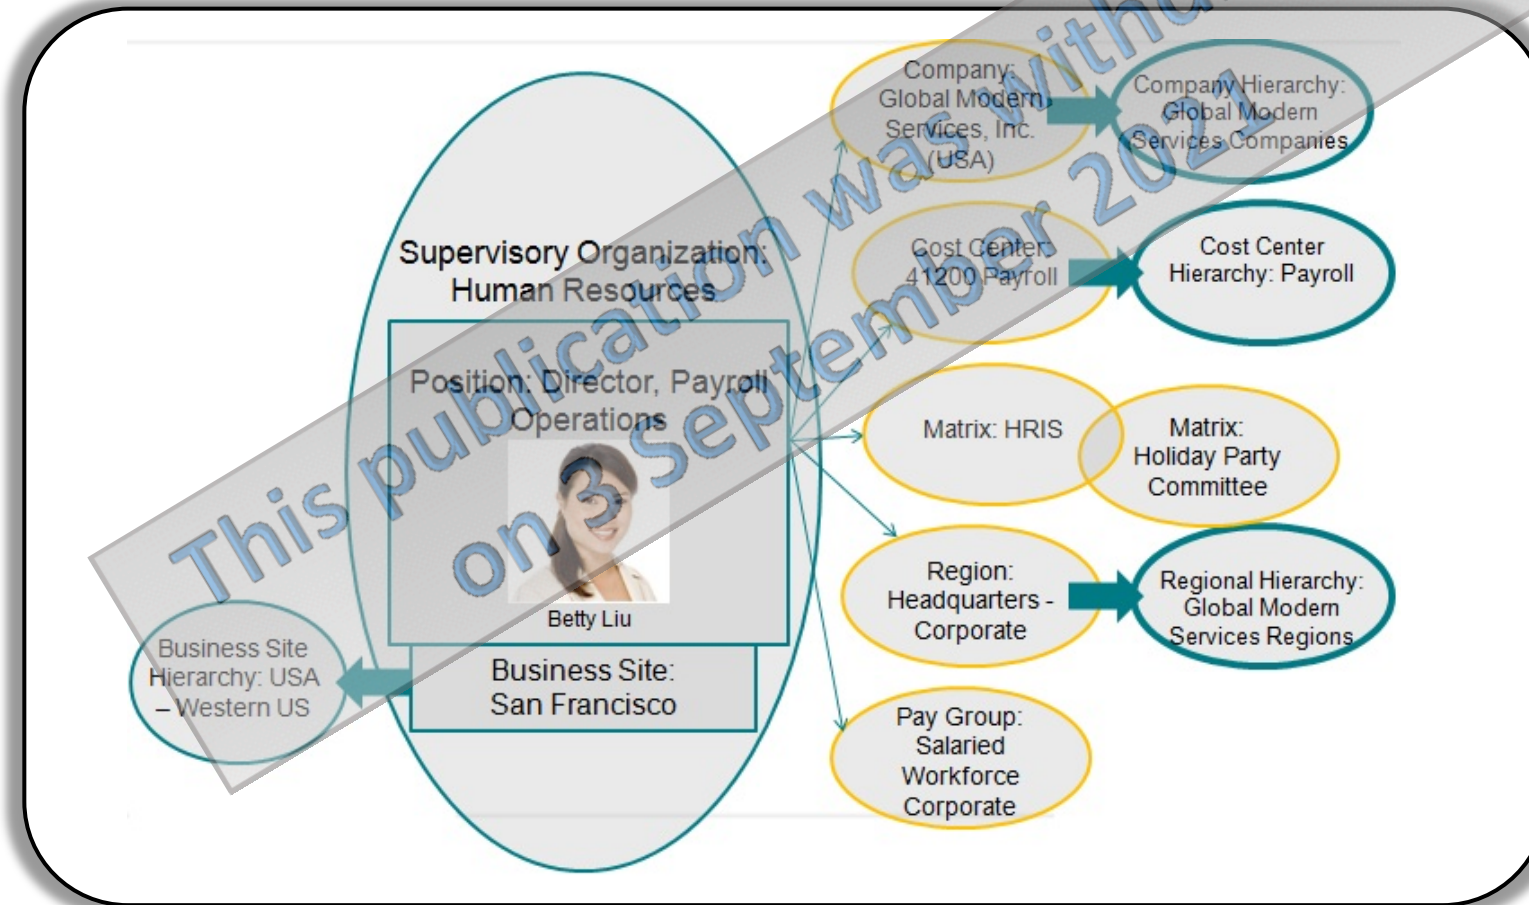 Company:
Global Modern
Services, Inc.
(USA)
Company Hierarchy:
Global Modern
Services Companies
Supervisory Organization:
Human Resources
Cost Center:
41200 Payroll
Cost Center
Hierarchy: Payroll
Position: Director, Payroll
Operations
Betty Liu
Matrix: HRIS
Matrix:
Holiday Party
Committee
Region:
Headquarters -
Corporate
Regional Hierarchy:
Global Modern
Services Regions
Business Site
Hierarchy: USA
– Western US
Business Site:
San Francisco
Pay Group:
Salaried
Workforce
Corporate
This publication was
on 3 September 2021